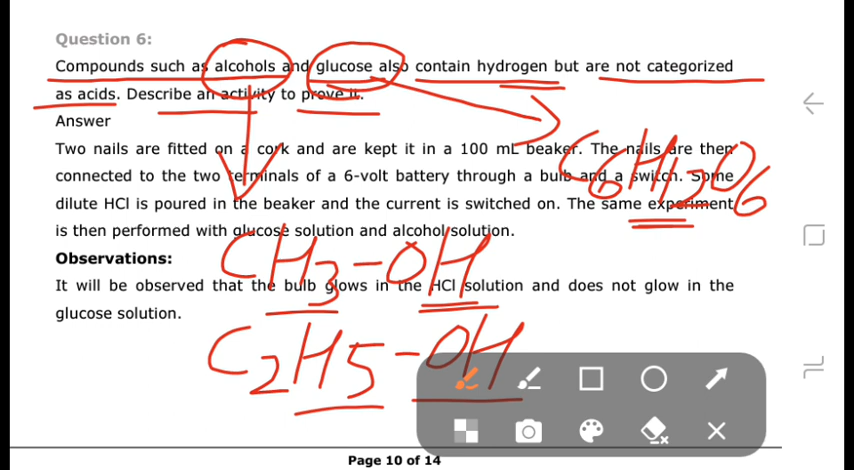 Question 6:
Compounds such as alcohols and glucose also contain hydrogen but are not categorized
as acids. Describe an activity to prove it.
Answer
Two nails are fitted on a cork and are kept it in a 100 mL beaker. The nails are then
connected to the two terminals of a 6-volt battery through a bulb and a switch. Some
dilute HCl is poured in the beaker and the current is switched on. The same experiment
is then performed with glucose solution and alcohol solution.
Observations:
It will be observed that the bulb glows in the HCl solution and does not glow in the
glucose solution.
C6H12O6
CH3-OH
C2H5-OH
Page 10 of 14